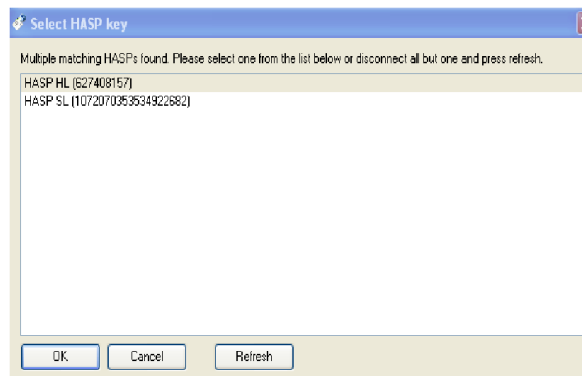 Select HASP key
Multiple matching HASPs found. Please select one from the list below or disconnect all but one and press refresh.
HASP HL (627408157)
HASP SL (1072070353534922682)
OK Cancel Refresh